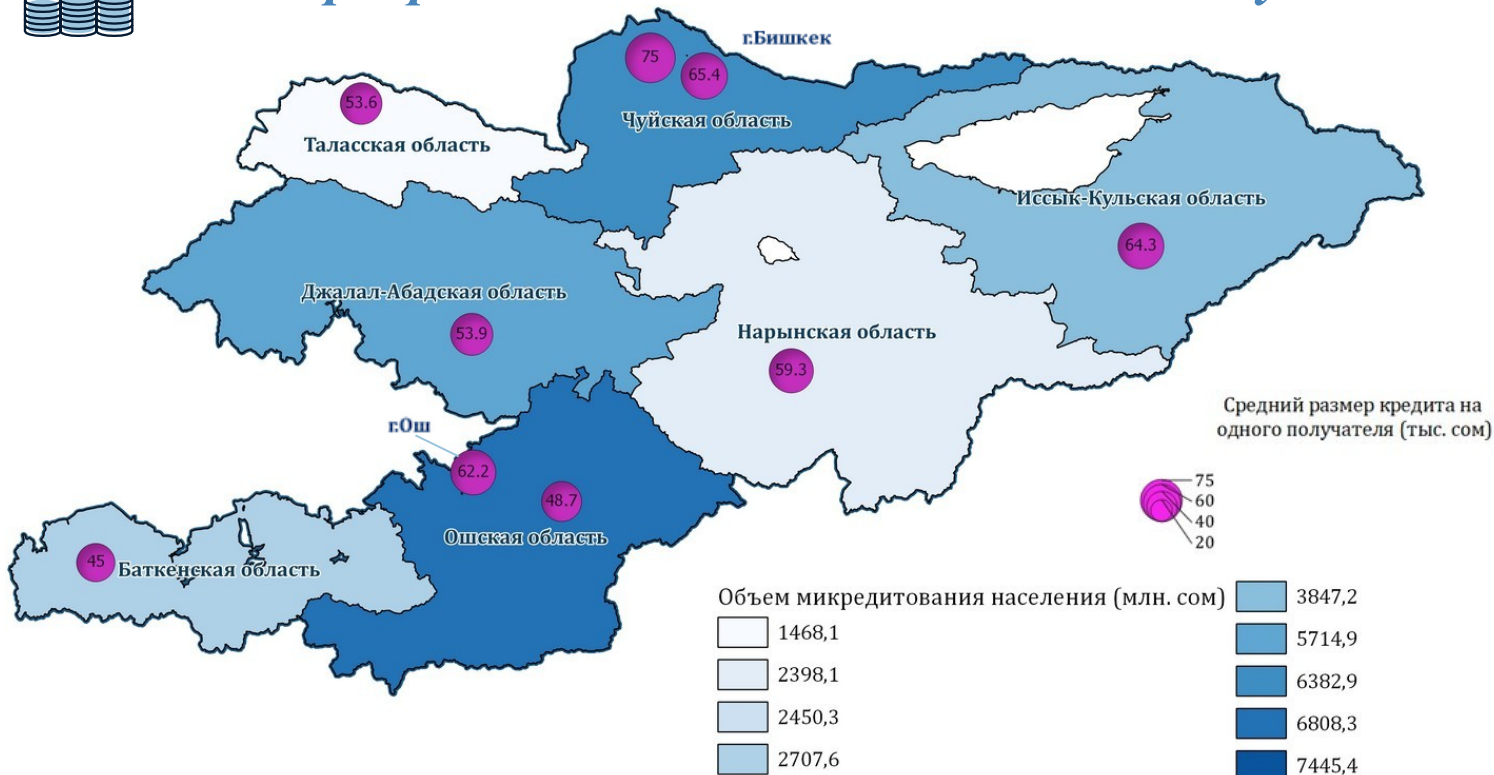 г.Бишкек
75
65.4
53.6
Чуйская область
Таласская область
Иссык-Кульская область
64.3
Джалал-Абадская область
53.9
Нарынская область
59.3
Средний размер кредита на
одного получателя (тыс. сом)
г.Ош
62.2
48.7
75
60
40
20
Ошская область
45
Баткенская область
Объем микредитования населения (млн. сом)
1468,1
2398,1
2450,3
2707,6
3847,2
5714,9
6382,9
6808,3
7445,4